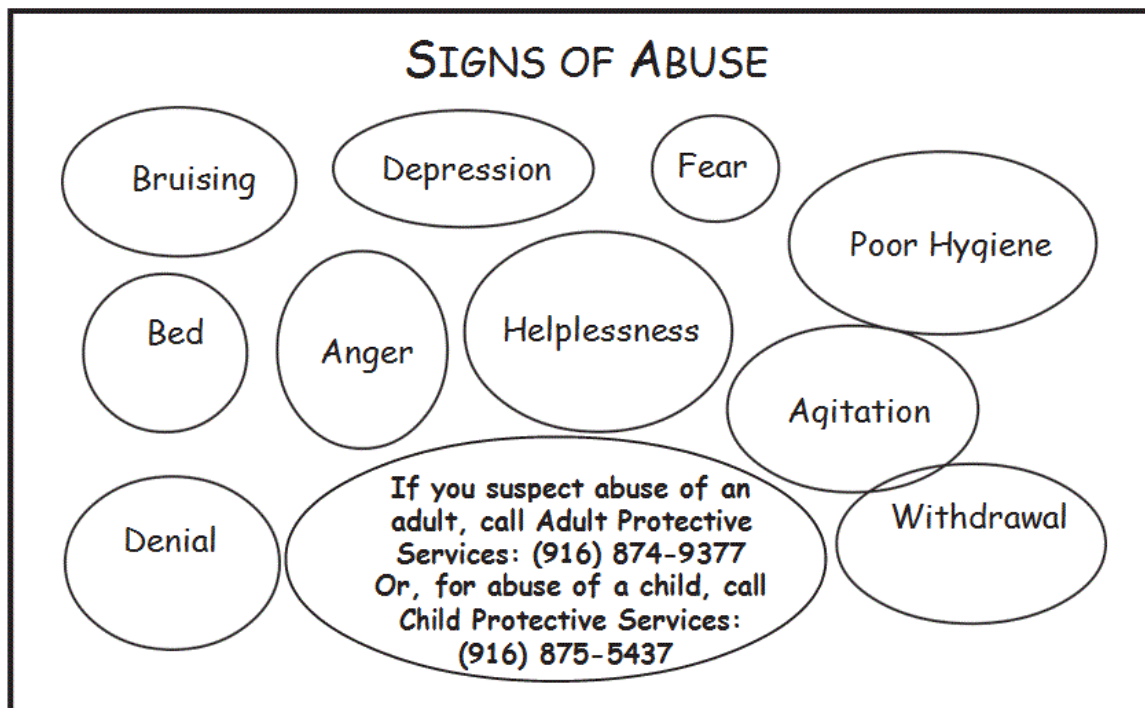 SIGNS OF ABUSE
Bruising
Depression
Fear
Poor Hygiene
Bed
Anger
Helplessness
Agitation
Denial
If you suspect abuse of an
adult, call Adult Protective
Services: (916) 874-9377
Or, for abuse of a child, call
Child Protective Services:
(916) 875-5437
Withdrawal